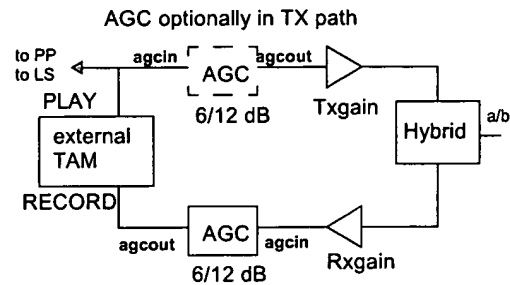 AGC optionally in TX path
to PP
to LS
agcin
AGC
agcout
6/12 dB
Txgain
PLAY
external
TAM
RECORD
Hybrid
a/b
agcout
AGC
agcin
6/12 dB
Rxgain